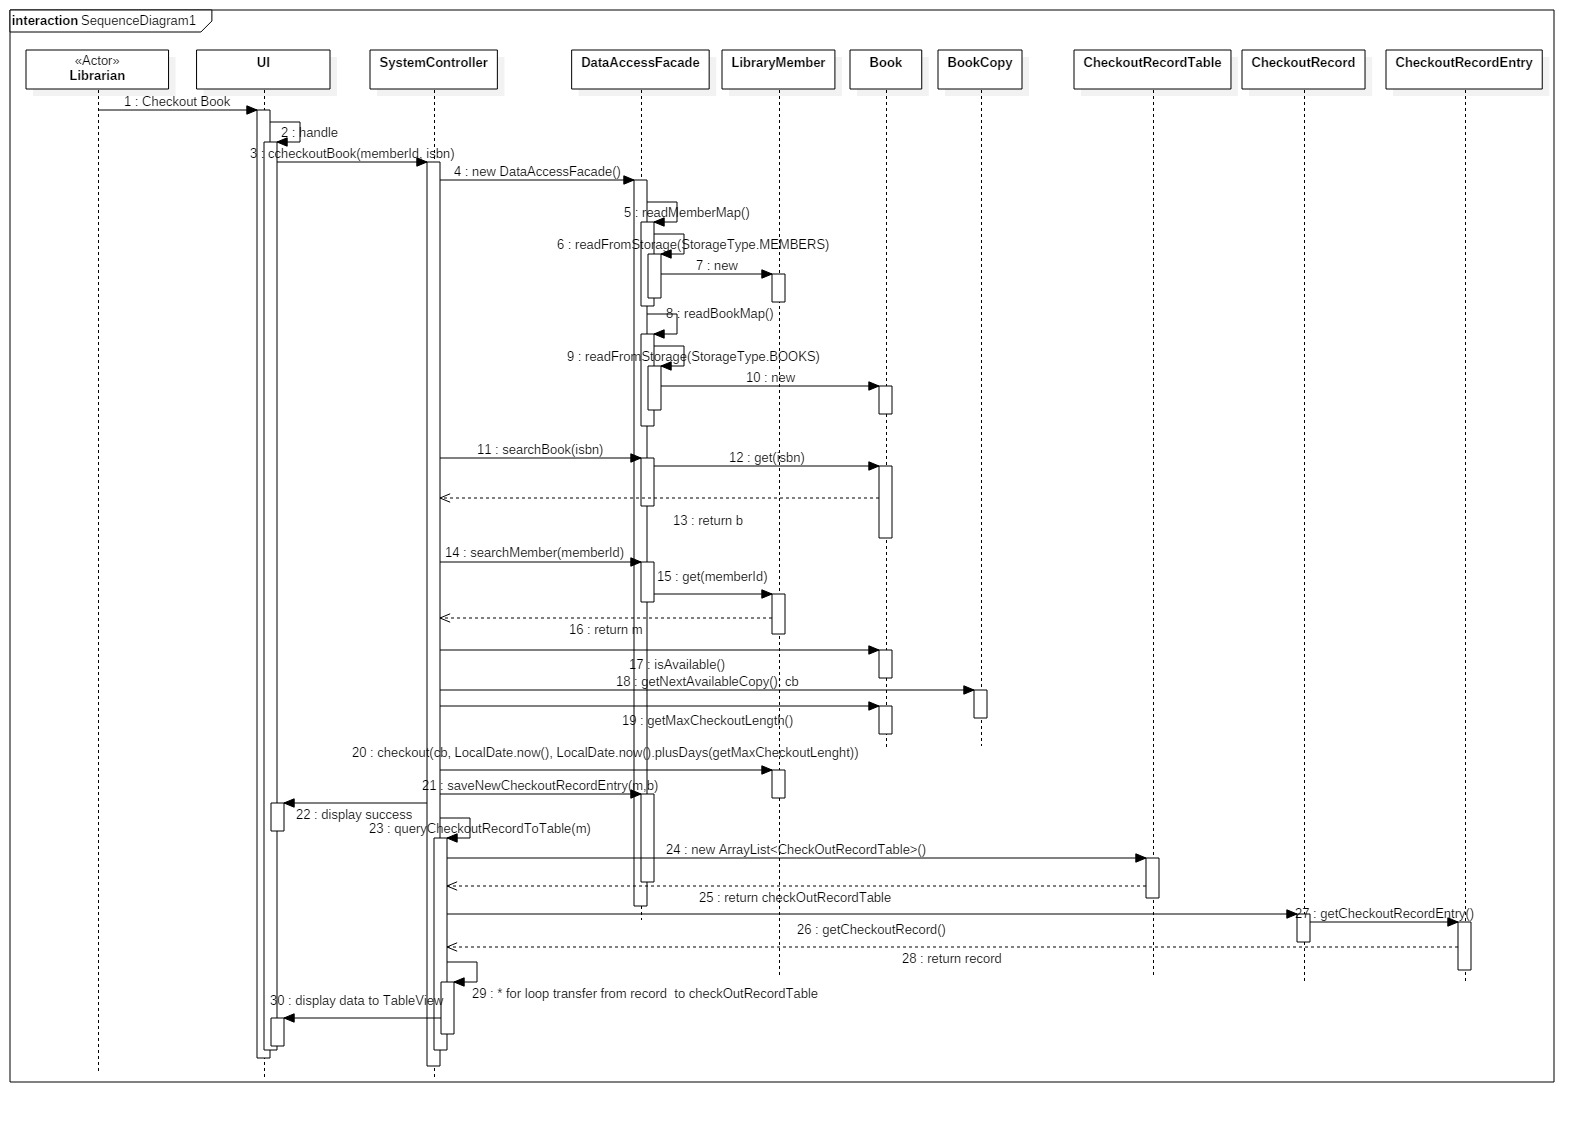 interaction SequenceDiagram1
«Actor»
Librarian
UI
SystemController
DataAccessFacade
LibraryMember
Book
BookCopy
CheckoutRecordTable
CheckoutRecord
CheckoutRecordEntry
1 : Checkout Book
2 : handle
3 : ccheckoutBook(memberId, isbn)
4 : new DataAccessFacade()
5 : readMemberMap()
6 : readFromStorage(StorageType.MEMBERS)
7 : new
8 : readBookMap()
9 : readFromStorage(StorageType.BOOKS)
10 : new
11 : searchBook(isbn)
12 : get(isbn)
13 : return b
14 : searchMember(memberId)
15 : get(memberId)
16 : return m
17 : isAvailable()
18 : getNextAvailableCopy(): cb
19 : getMaxCheckoutLength()
20 : checkout(cb, LocalDate.now(), LocalDate.now().plusDays(getMaxCheckoutLenght))
21 : saveNewCheckoutRecordEntry(m,b)
22 : display success
23 : queryCheckoutRecordToTable(m)
24 : new ArrayList<CheckOutRecordTable>()
25 : return checkOutRecordTable
27 : getCheckoutRecordEntry()
26 : getCheckoutRecord()
28 : return record
29 : * for loop transfer from record  to checkOutRecordTable
30 : display data to TableView